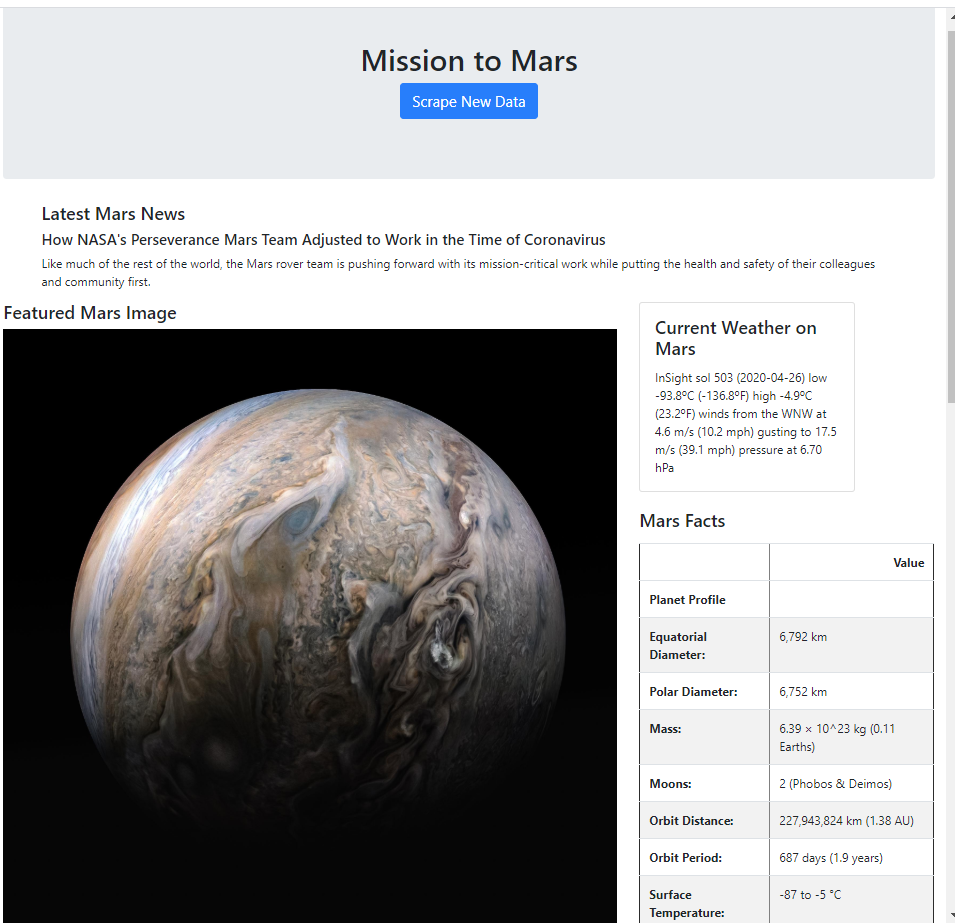 Mission to Mars
Scrape New Data
Latest Mars News
How NASA's Perseverance Mars Team Adjusted to Work in the Time of Coronavirus
Like much of the rest of the world, the Mars rover team is pushing forward with its mission-critical work while putting the health and safety of their colleagues
and community first.
Featured Mars Image
Current Weather on
Mars
InSight sol 503 (2020-04-26) low
-93.8ºC (-136.8ºF) high -4.9ºC
(23.2ºF) winds from the WNW at
4.6 m/s (10.2 mph) gusting to 17.5
m/s (39.1 mph) pressure at 6.70
hPa
Mars Facts
Value
Planet Profile
Equatorial
Diameter:
6,792 km
Polar Diameter:
6,752 km
Mass:
6.39 × 10^23 kg (0.11
Earths)
Moons:
2 (Phobos & Deimos)
Orbit Distance:
227,943,824 km (1.38 AU)
Orbit Period:
687 days (1.9 years)
Surface
Temperature:
-87 to -5 °C